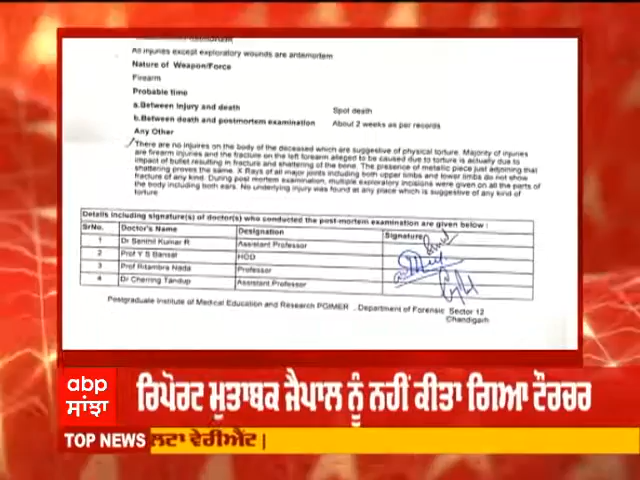 All injuries except exploratory wounds are antemortem
Nature of Weapon/Force
Firearm
Probable time
a.Between injury and death Spot death
b.Between death and postmortem examination About 2 weeks as per records
Any Other
There are no injuires on the body of the deceased which are suggestive of physical torture. Majority of injuries
are firearm injuries and the fracture on the left forearm alleged to be caused due to torture is actually due to
impact of bullet resulting in fracture and shattering of the bone. The presence of metallic piece just adjoining that
shattering proves the same. X Rays of all major joints including both upper limbs and lower limbs do not show
fracture of any kind. During post mortem examination, multiple exploratory incisions were given on all the parts of
the body including both ears. No underlying injury was found at any place which is suggestive of any kind of
torture
Details including signature(s) of doctor(s) who conducted the post-mortem examination are given below :
SrNo. Doctor's Name Designation Signature
1 Dr Senthil Kumar R Assistant Professor
2 Prof Y S Bansal HOD
3 Prof Ritambra Nada Professor
4 Dr Cherring Tandup Assistant Professor
Postgraduate Institute of Medical Education and Research PGIMER , Department of Forensic Sector 12
Chandigarh
abp
ਸਾਂਝਾ
ਰਿਪੋਰਟ ਮੁਤਾਬਕ ਜੈਪਾਲ ਨੂੰ ਨਹੀਂ ਕੀਤਾ ਗਿਆ ਟੌਰਚਰ
TOP NEWS ਲਟਾ ਵੇਰੀਐਂਟ |